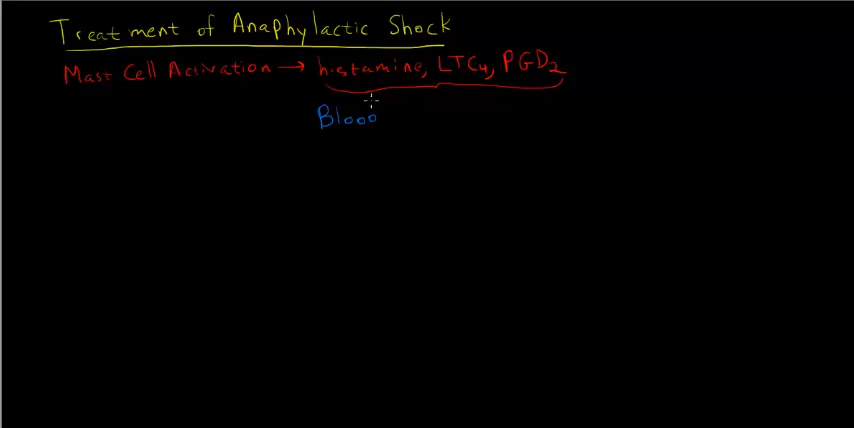 Treatment of Anaphylactic Shock
Mast Cell Activation → histamine, LTC4, PGD2
Blooo